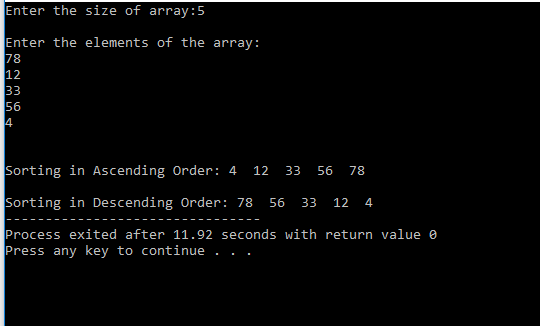 Enter the size of array:5
Enter the elements of the array:
78
12
33
56
4
Sorting in Ascending Order: 4  12  33  56  78
Sorting in Descending Order: 78  56  33  12  4
--------------------------------
Process exited after 11.92 seconds with return value 0
Press any key to continue . . .